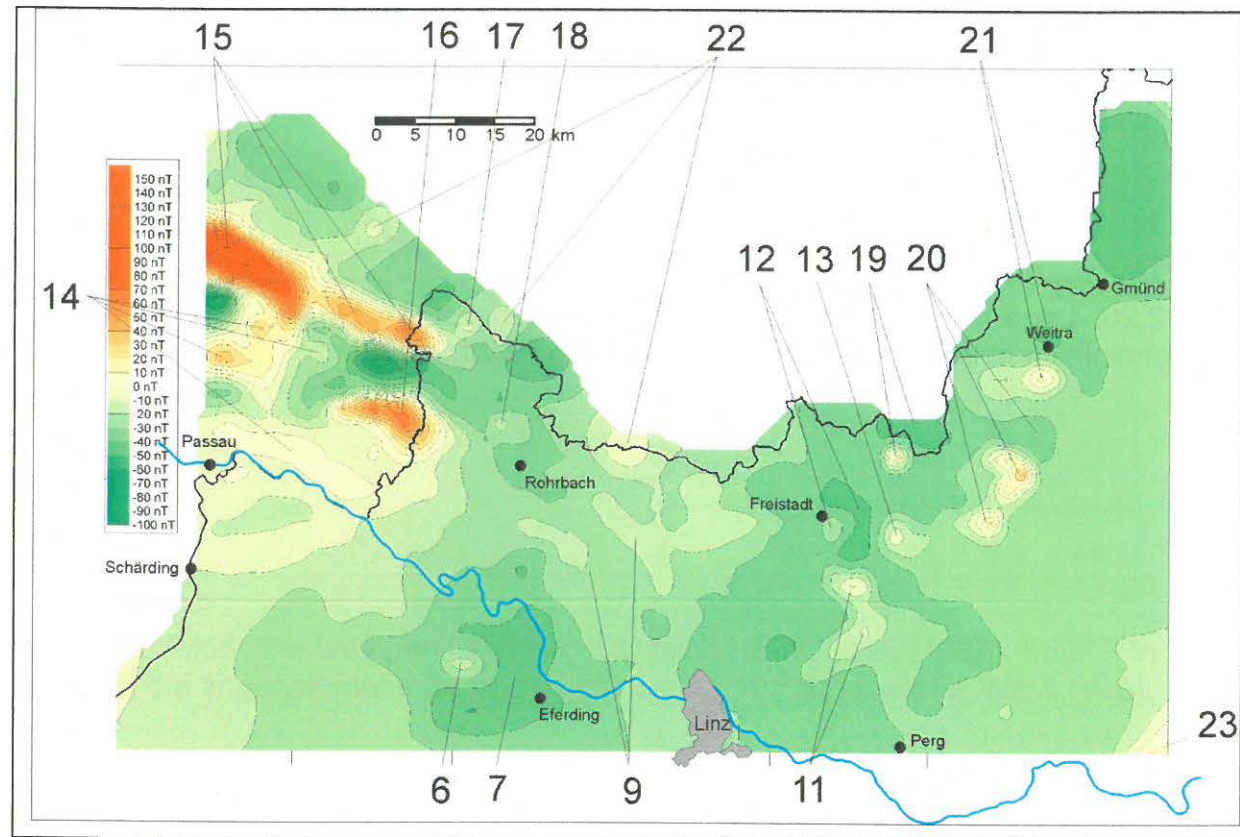 15 16 17 18 22 21
0 5 10 15 20 km
150 nT
140 nT
130 nT
120 nT
110 nT
100 nT
90 nT
80 nT
70 nT
60 nT
50 nT
40 nT
30 nT
20 nT
10 nT
0 nT
-10 nT
-20 nT
-30 nT
-40 nT
-50 nT
-60 nT
-70 nT
-80 nT
-90 nT
-100 nT
12 13 19 20
14
Gmünd
Weitra
Passau
Rohrbach
Freistadt
Schärding
Eferding
Linz
Perg
23
6 7 9 11